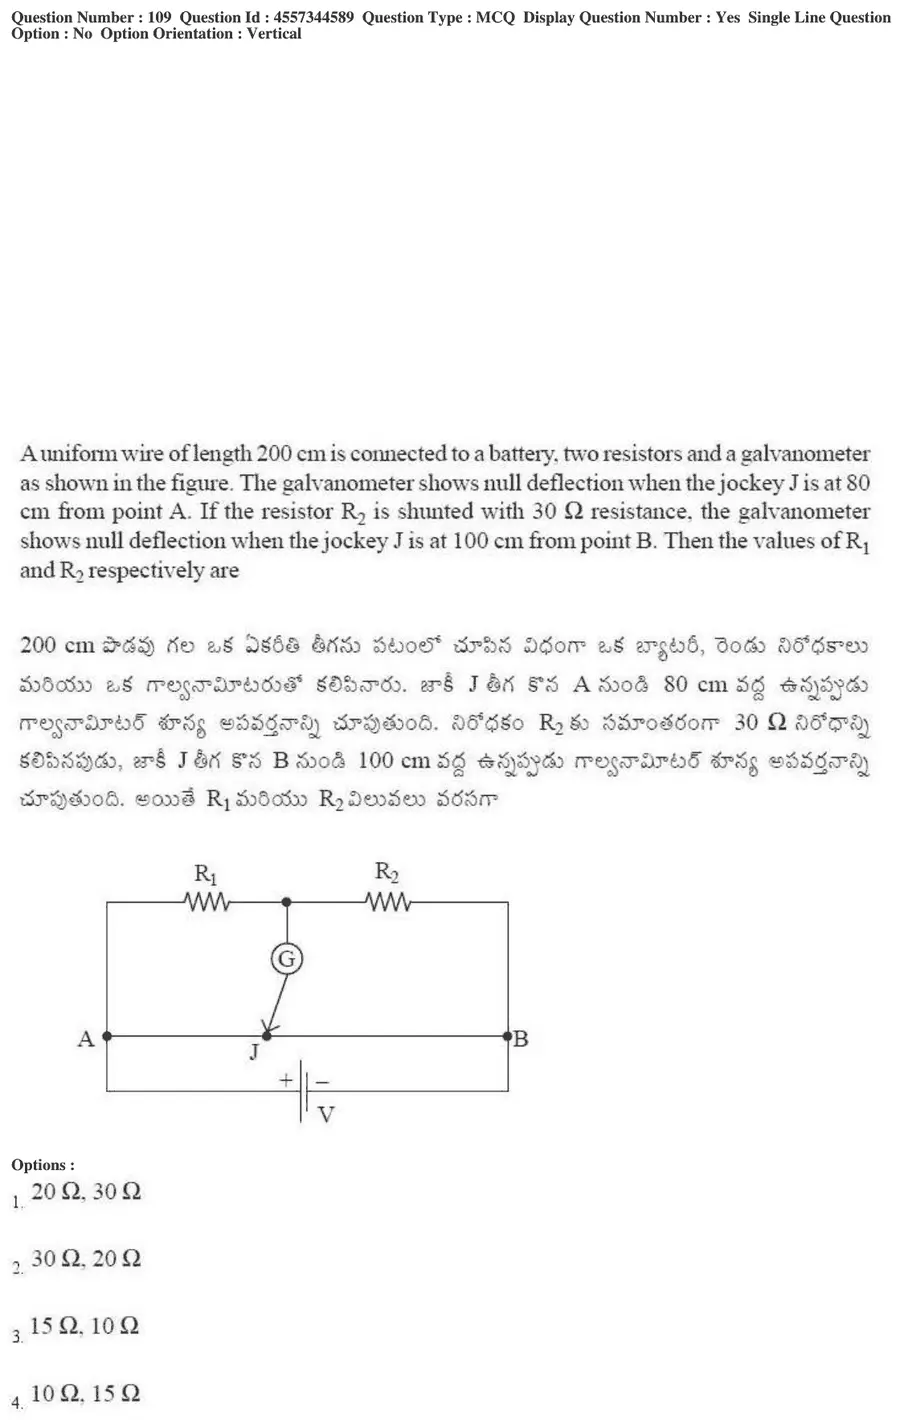 Question Number : 109 Question Id : 4557344589 Question Type : MCQ Display Question Number : Yes Single Line Question
Option : No Option Orientation : Vertical
A uniform wire of length 200 cm is connected to a battery, two resistors and a galvanometer
as shown in the figure. The galvanometer shows null deflection when the jockey J is at 80
cm from point A. If the resistor R₂ is shunted with 30 Ω resistance, the galvanometer
shows null deflection when the jockey J is at 100 cm from point B. Then the values of R₁
and R₂ respectively are
200 cm పొడవు గల ఒక ఏకరీతి తీగను పటంలో చూపిన విధంగా ఒక బ్యాటరీ, రెండు నిరోధకాలు
మరియు ఒక గాల్వనామీటరుతో కలిపినారు. జాకీ J తీగ కొన A నుండి 80 cm వద్ద ఉన్నప్పుడు
గాల్వనామీటర్ శూన్య అపవర్తనాన్ని చూపుతుంది. నిరోధకం R₂ కు సమాంతరంగా 30 Ω నిరోధాన్ని
కలిపినపుడు, జాకీ J తీగ కొన B నుండి 100 cm వద్ద ఉన్నప్పుడు గాల్వనామీటర్ శూన్య అపవర్తనాన్ని
చూపుతుంది. అయితే R₁ మరియు R₂ విలువలు వరసగా
R₁ R₂
G
A J B
+ −
V
Options :
1. 20 Ω, 30 Ω
2. 30 Ω, 20 Ω
3. 15 Ω, 10 Ω
4. 10 Ω, 15 Ω